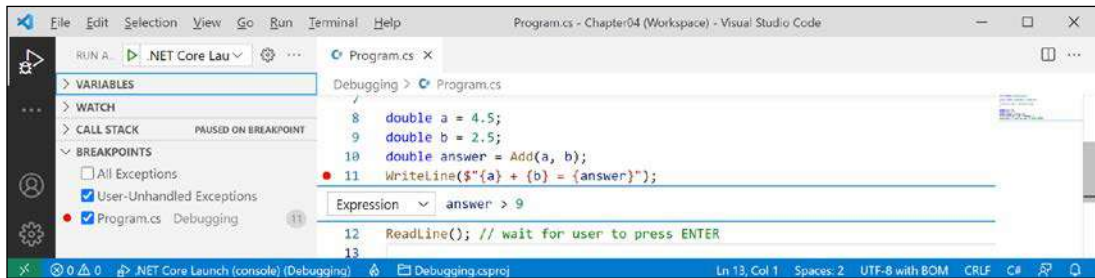 File Edit Selection View Go Run Terminal Help Program.cs - Chapter04 (Workspace) - Visual Studio Code
RUN A.. .NET Core Lau ···
Program.cs ×
Debugging > Program.cs
> VARIABLES
> WATCH
> CALL STACK PAUSED ON BREAKPOINT
BREAKPOINTS
All Exceptions
User-Unhandled Exceptions
Program.cs Debugging 11
7
8 double a = 4.5;
9 double b = 2.5;
10 double answer = Add(a, b);
11 WriteLine($"{a} + {b} = {answer}");
Expression answer > 9
12 ReadLine(); // wait for user to press ENTER
13
0 0 .NET Core Launch (console) (Debugging) Debugging.csproj Ln 13, Col 1 Spaces: 2 UTF-8 with BOM CRLF C#